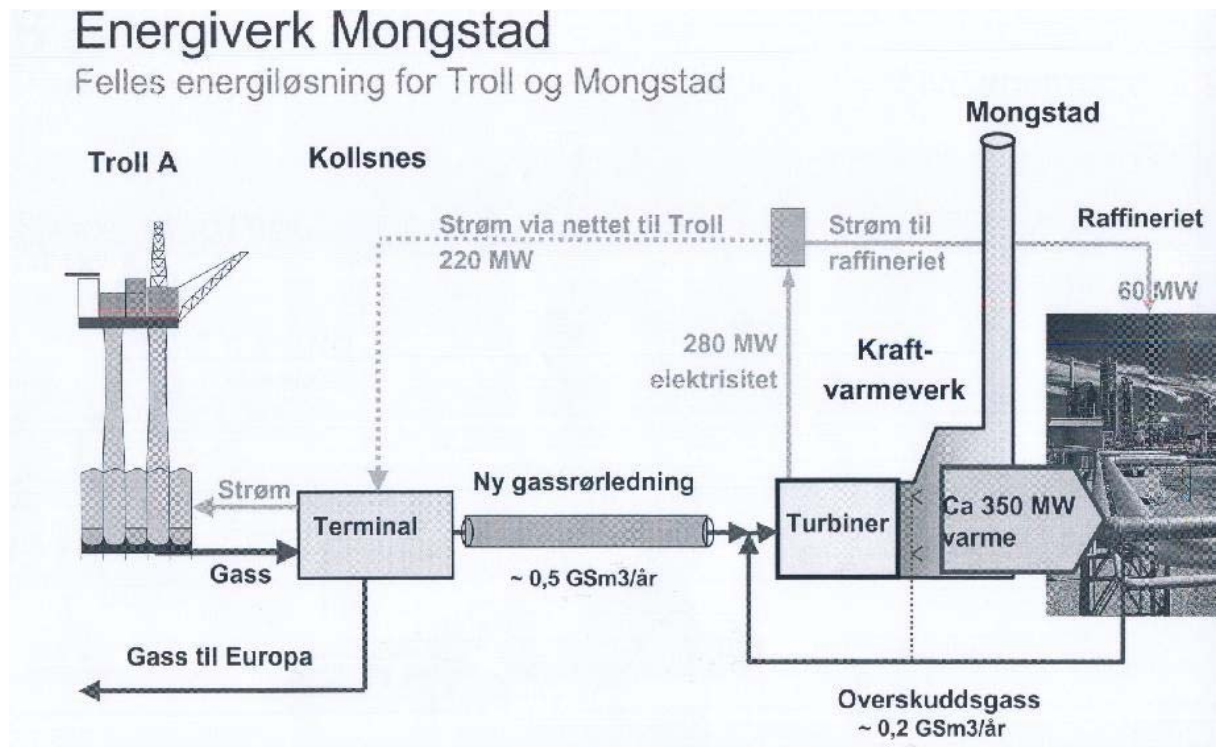 Energiverk Mongstad
Felles energiløsning for Troll og Mongstad
Mongstad
Troll A
Kollsnes
Raffineriet
Strøm via nettet til Troll
220 MW
Strøm til
raffineriet
60 MW
280 MW
elektrisitet
Kraft-
varmeverk
Strøm
Gass
Terminal
Ny gassrørledning
~ 0,5 GSm3/år
Turbiner
Ca 350 MW
varme
Gass til Europa
Overskuddsgass
~ 0,2 GSm3/år